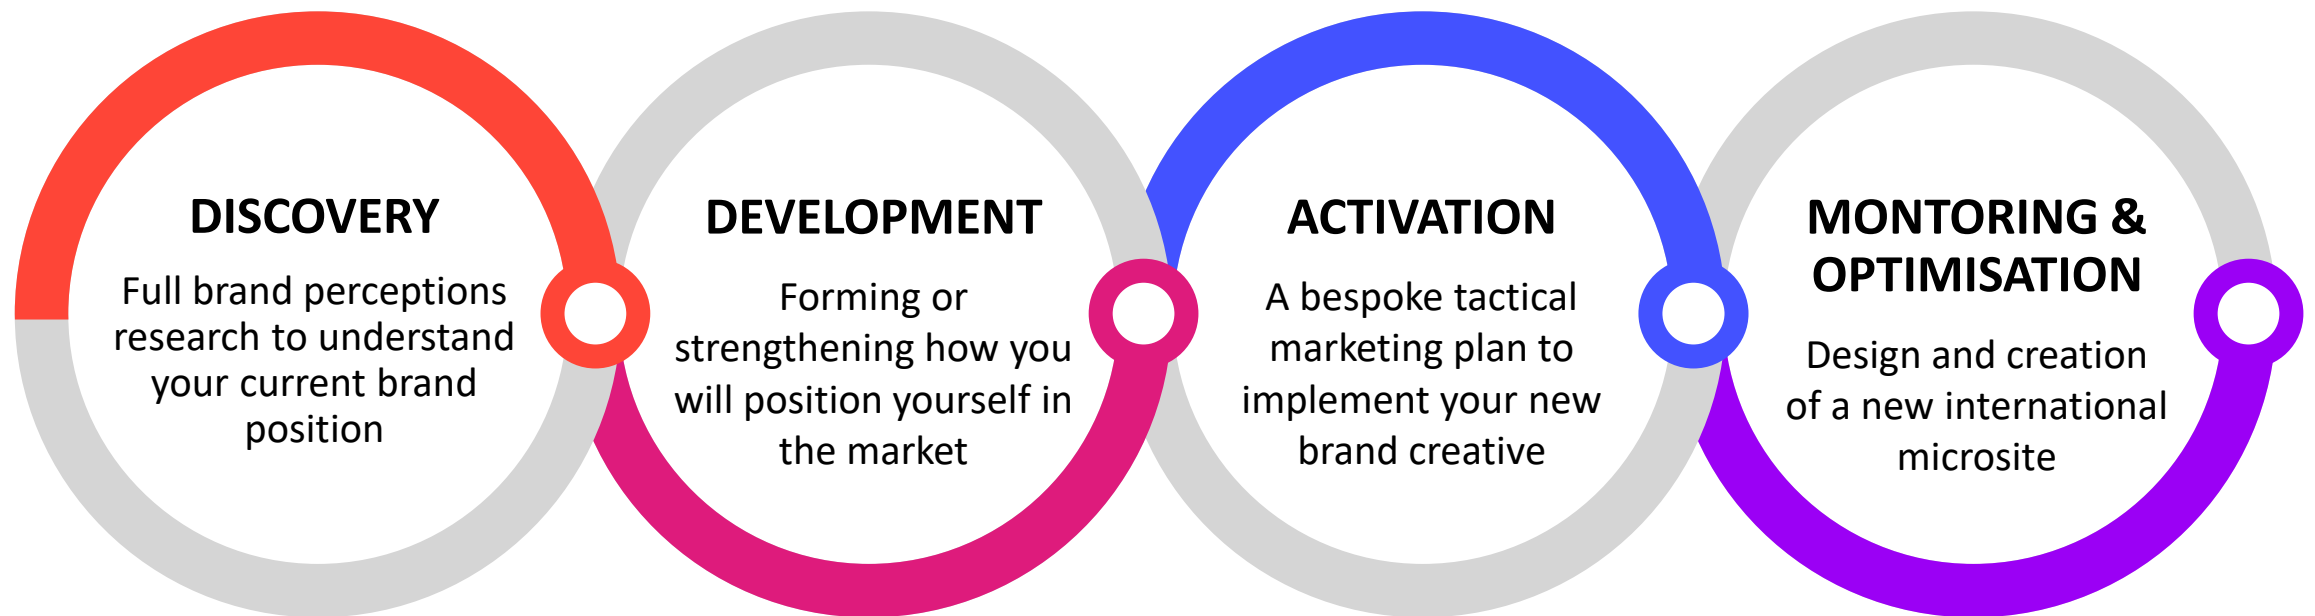 DISCOVERY
Full brand perceptions
research to understand
your current brand
position
DEVELOPMENT
Forming or
strengthening how you
will position yourself in
the market
ACTIVATION
A bespoke tactical
marketing plan to
implement your new
brand creative
MONTORING &
OPTIMISATION
Design and creation
of a new international
microsite